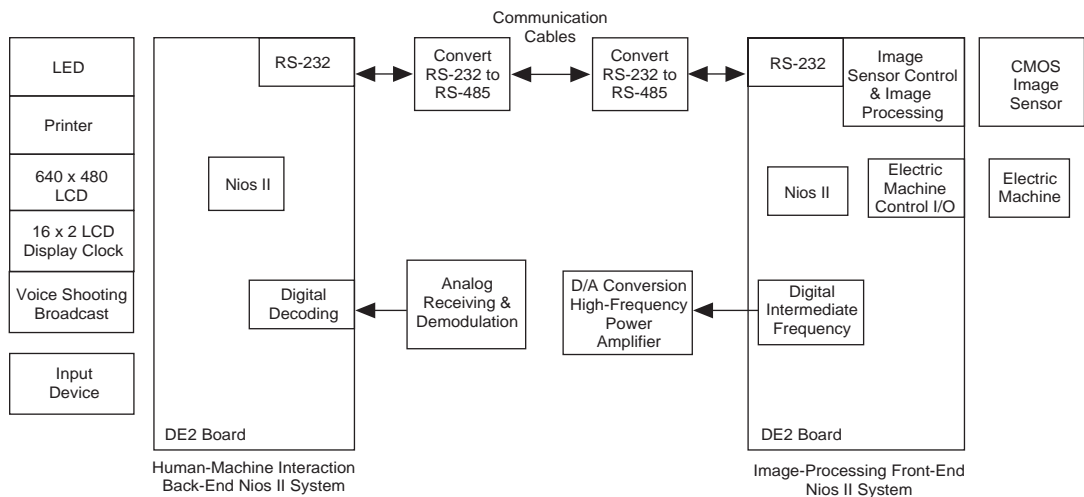 Communication
Cables
LED
Printer
640 x 480
LCD
16 x 2 LCD
Display Clock
Voice Shooting
Broadcast
Input
Device
RS-232
Nios II
Digital
Decoding
DE2 Board
Human-Machine Interaction
Back-End Nios II System
Convert
RS-232 to
RS-485
Convert
RS-232 to
RS-485
Analog
Receiving &
Demodulation
D/A Conversion
High-Frequency
Power
Amplifier
RS-232
Image
Sensor Control
& Image
Processing
Nios II
Electric
Machine
Control I/O
Digital
Intermediate
Frequency
DE2 Board
Image-Processing Front-End
Nios II System
CMOS
Image
Sensor
Electric
Machine